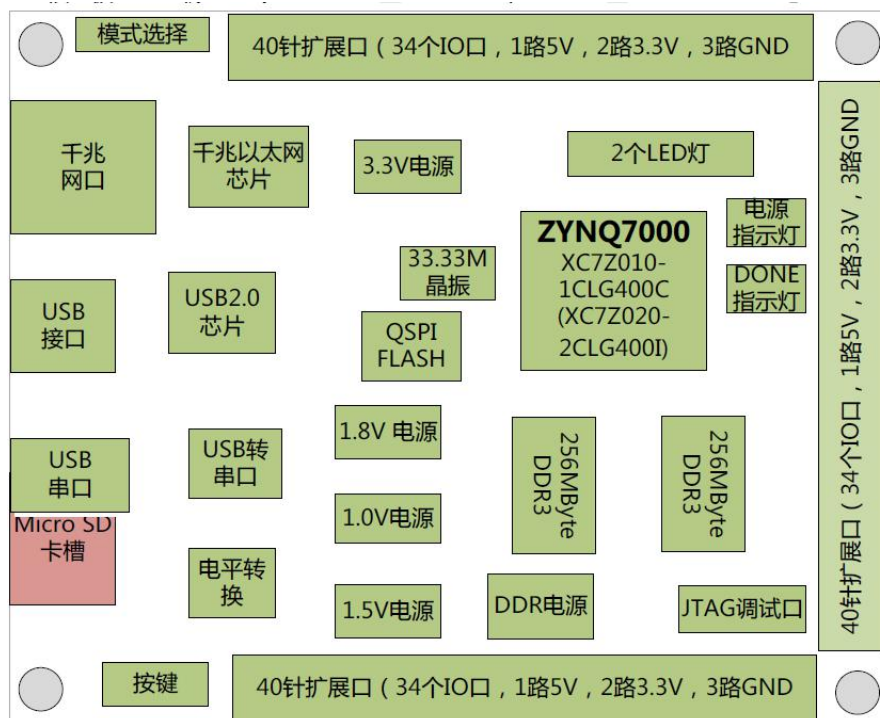 模式选择
40针扩展口（34个IO口，1路5V，2路3.3V，3路GND
千兆
网口
千兆以太网
芯片
3.3V电源
2个LED灯
40针扩展口（34个IO口，1路5V，2路3.3V，3路GND
ZYNQ7000
XC7Z010-
1CLG400C
(XC7Z020-
2CLG400I)
电源
指示灯
DONE
指示灯
33.33M
晶振
USB
接口
USB2.0
芯片
QSPI
FLASH
1.8V 电源
256MByte
DDR3
256MByte
DDR3
USB
串口
USB转
串口
1.0V电源
Micro SD
卡槽
电平转
换
1.5V电源
DDR电源
JTAG调试口
按键
40针扩展口（34个IO口，1路5V，2路3.3V，3路GND